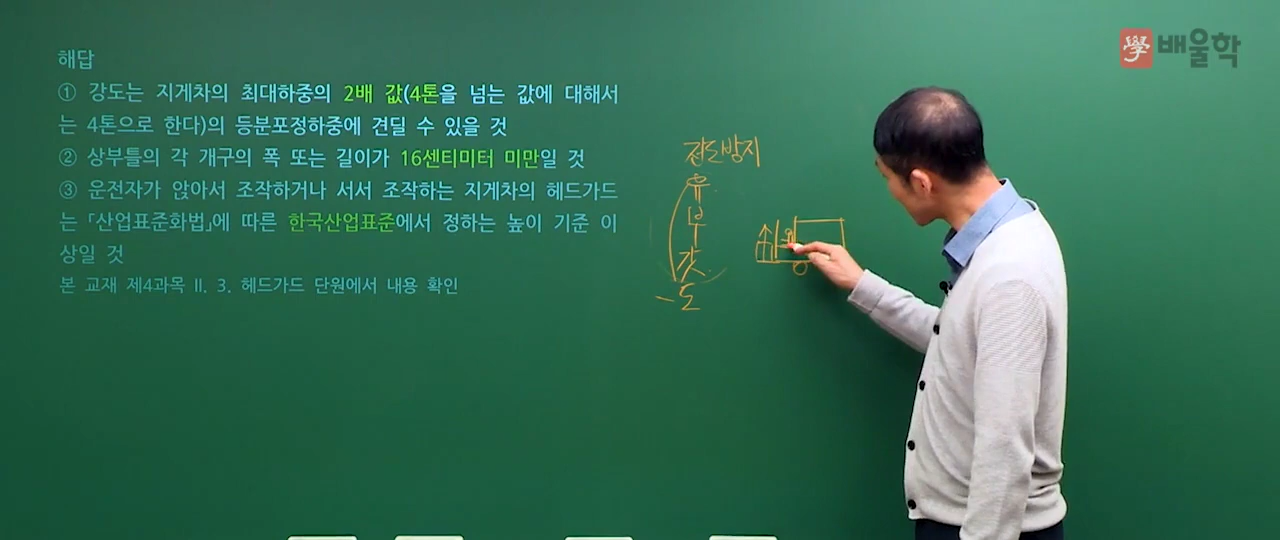 學 배울학
해답
① 강도는 지게차의 최대하중의 2배 값(4톤을 넘는 값에 대해서
는 4톤으로 한다)의 등분포정하중에 견딜 수 있을 것
② 상부틀의 각 개구의 폭 또는 길이가 16센티미터 미만일 것
③ 운전자가 앉아서 조작하거나 서서 조작하는 지게차의 헤드가드
는 「산업표준화법」에 따른 한국산업표준에서 정하는 높이 기준 이
상일 것
본 교재 제4과목 Ⅱ. 3. 헤드가드 단원에서 내용 확인
전도방지
유
부
갓
도